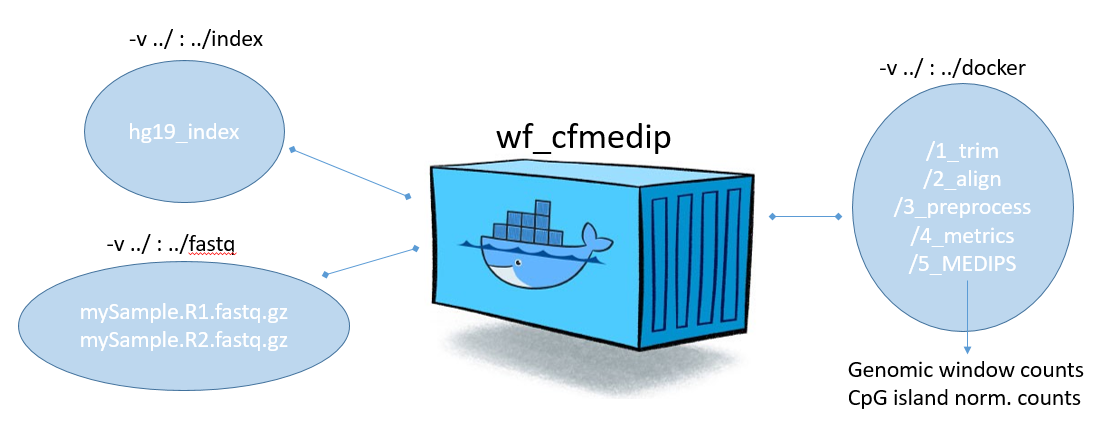 -v ../ : ../index
hg19_index
-v ../ : ../fastq
mySample.R1.fastq.gz
mySample.R2.fastq.gz
wf_cfmedip
-v ../ : ../docker
/1_trim
/2_align
/3_preprocess
/4_metrics
/5_MEDIPS
Genomic window counts
CpG island norm. counts